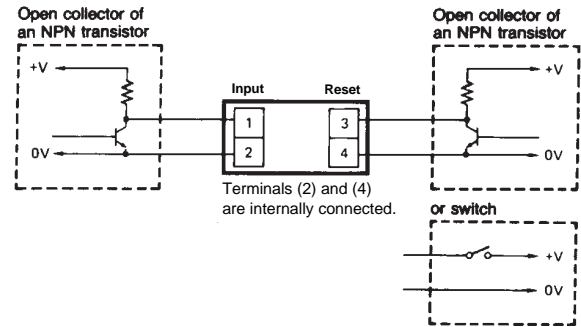 Open collector of
an NPN transistor
+V
0V
Input
Reset
1
2
3
4
Terminals (2) and (4)
are internally connected.
Open collector of
an NPN transistor
+V
0V
or switch
+V
0V